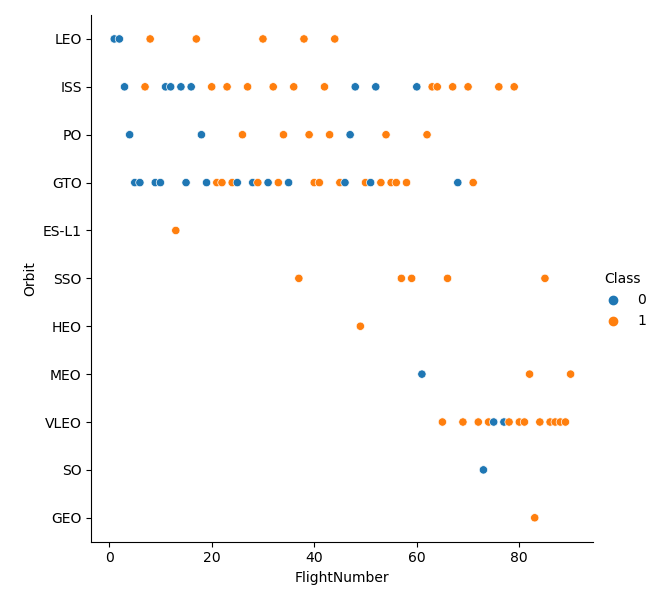 LEO
ISS
PO
GTO
ES-L1
SSO
HEO
MEO
VLEO
SO
GEO
Orbit
0 20 40 60 80
FlightNumber
Class
0
1